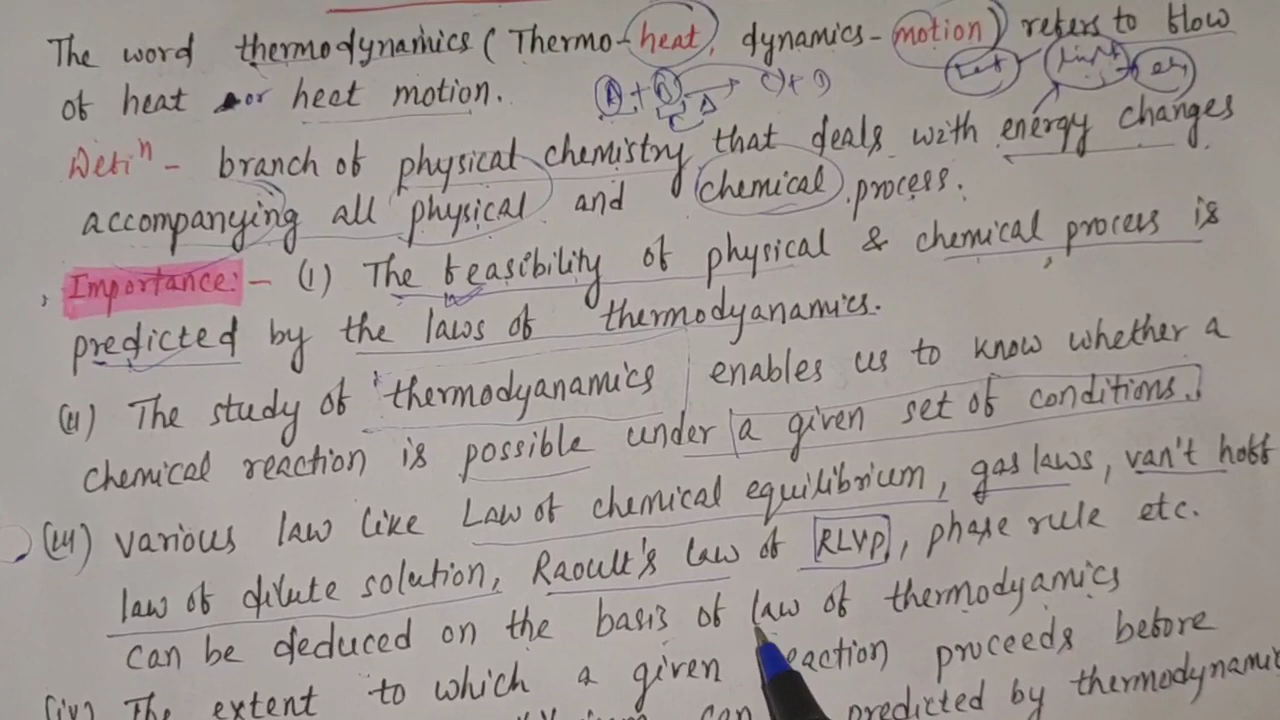 The word thermodynamics (Thermo-heat, dynamics-motion) refers to flow
of heat or heat motion.
A + B → C + D
Defiⁿ - branch of physical chemistry that deals with energy changes
accompanying all physical and chemical process.
Importance:- (i) The feasibility of physical & chemical process is
predicted by the laws of thermodyanamics.
(ii) The study of thermodyanamics enables us to know whether a
chemical reaction is possible under a given set of conditions.
(iii) various law like Law of chemical equilibrium, gas laws, van't hoff
law of dilute solution, Raoult's law of RLVP, phase rule etc.
can be deduced on the basis of law of thermodyamics
(iv) The extent to which a given reaction proceeds before
can predicted by thermodynamic